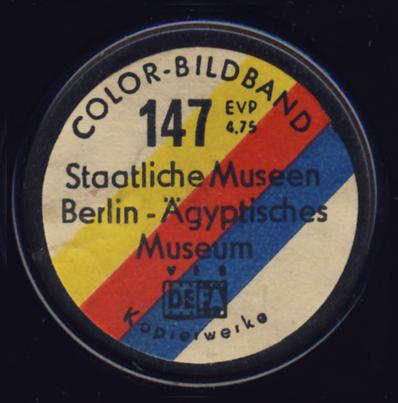 COLOR-BILDBAND
147 EVP 4.75
Staatliche Museen
Berlin - Ägyptisches
Museum
VEB
DEFA
Kopierwerke